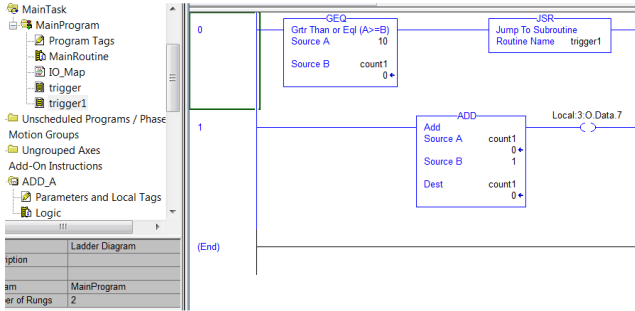 MainTask
MainProgram
Program Tags
MainRoutine
IO_Map
trigger
trigger1
Unscheduled Programs / Phase
Motion Groups
Ungrouped Axes
Add-On Instructions
ADD_A
Parameters and Local Tags
Logic
Ladder Diagram
iption
am MainProgram
er of Rungs 2
0
GEQ
Grtr Than or Eql (A>=B)
Source A 10
Source B count1
0
JSR
Jump To Subroutine
Routine Name trigger1
1
ADD
Add
Source A count1
0
Source B 1
Dest count1
0
Local:3:O.Data.7
(End)